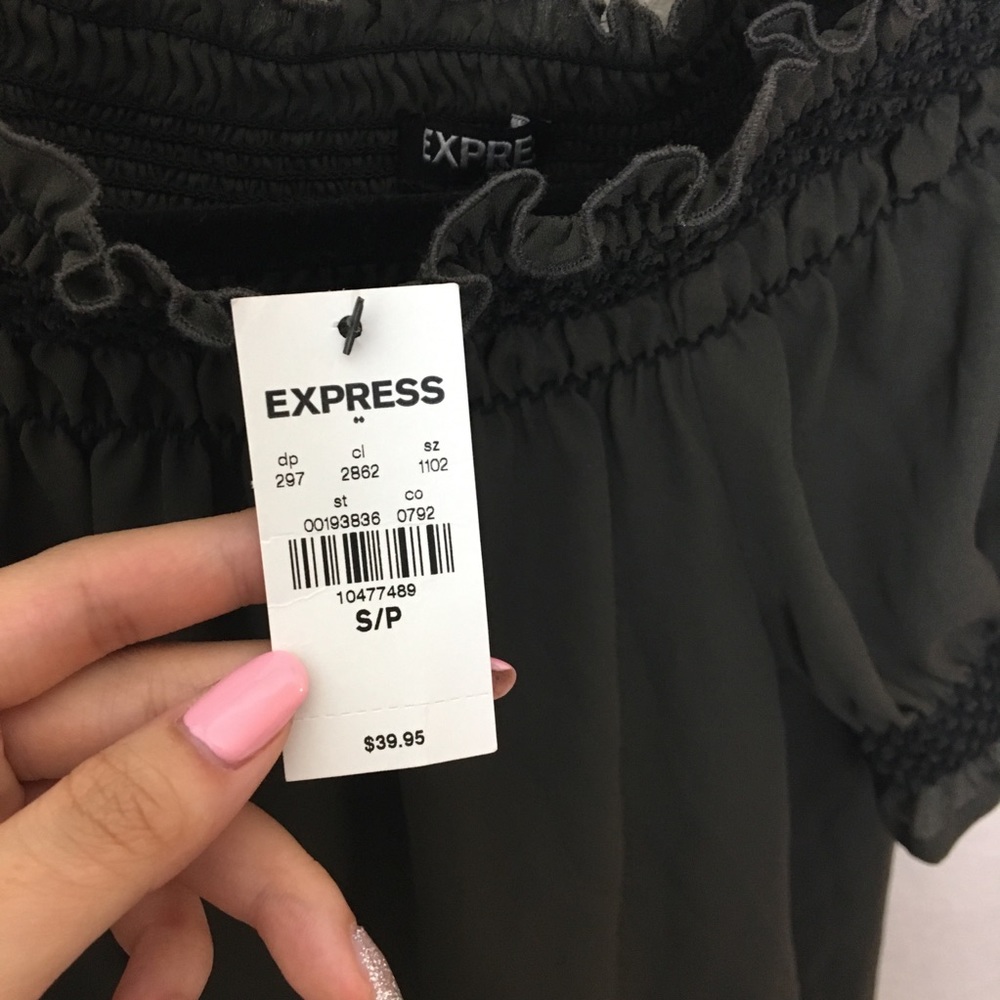 EXPRE
EXPRESS
dp cl sz
297 2862 1102
st co
00193836 0792
10477489
S/P
$39.95